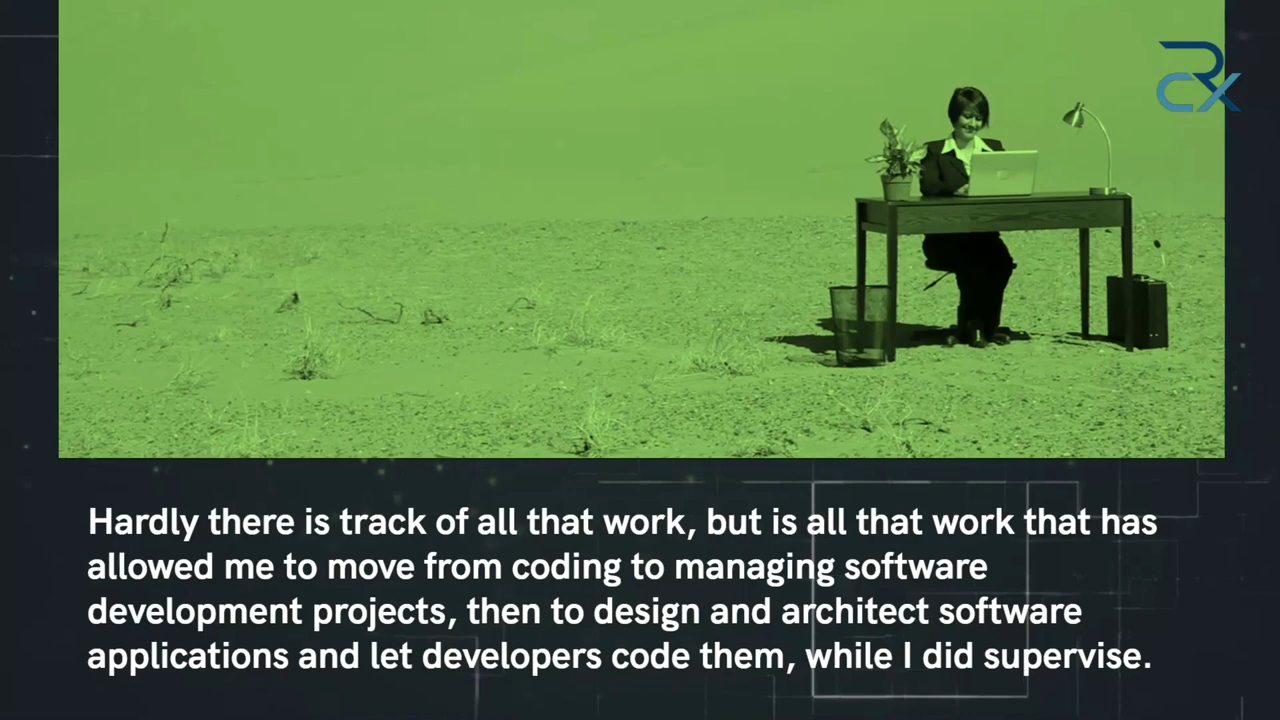 RCX
Hardly there is track of all that work, but is all that work that has
allowed me to move from coding to managing software
development projects, then to design and architect software
applications and let developers code them, while I did supervise.